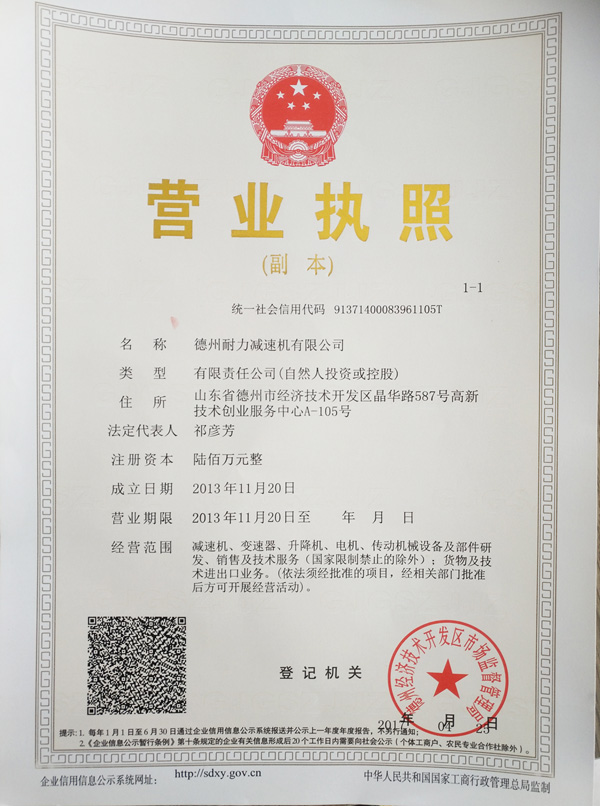 营业执照
(副 本)
1-1
统一社会信用代码 91371400083961105T
名 称 德州耐力减速机有限公司
类 型 有限责任公司(自然人投资或控股)
住 所 山东省德州市经济技术开发区晶华路587号高新
技术创业服务中心A-105号
法定代表人 祁彦芳
注册资本 陆佰万元整
成立日期 2013年11月20日
营业期限 2013年11月20日至 年 月 日
经营范围 减速机、变速器、升降机、电机、传动机械设备及部件研
发、销售及技术服务（国家限制禁止的除外）；货物及技
术进出口业务。(依法须经批准的项目，经相关部门批准
后方可开展经营活动)。
登记机关
德州经济技术开发区市场监督管理局
年 月 日
提示:1. 每年1月1日至6月30日通过企业信用信息公示系统报送并公示上一年度年度报告，不另行通知;
2.《企业信息公示暂行条例》第十条规定的企业有关信息形成后20个工作日内需要向社会公示（个体工商户、农民专业合作社除外）.
企业信用信息公示系统网址: http://sdxy.gov.cn 中华人民共和国国家工商行政管理总局监制